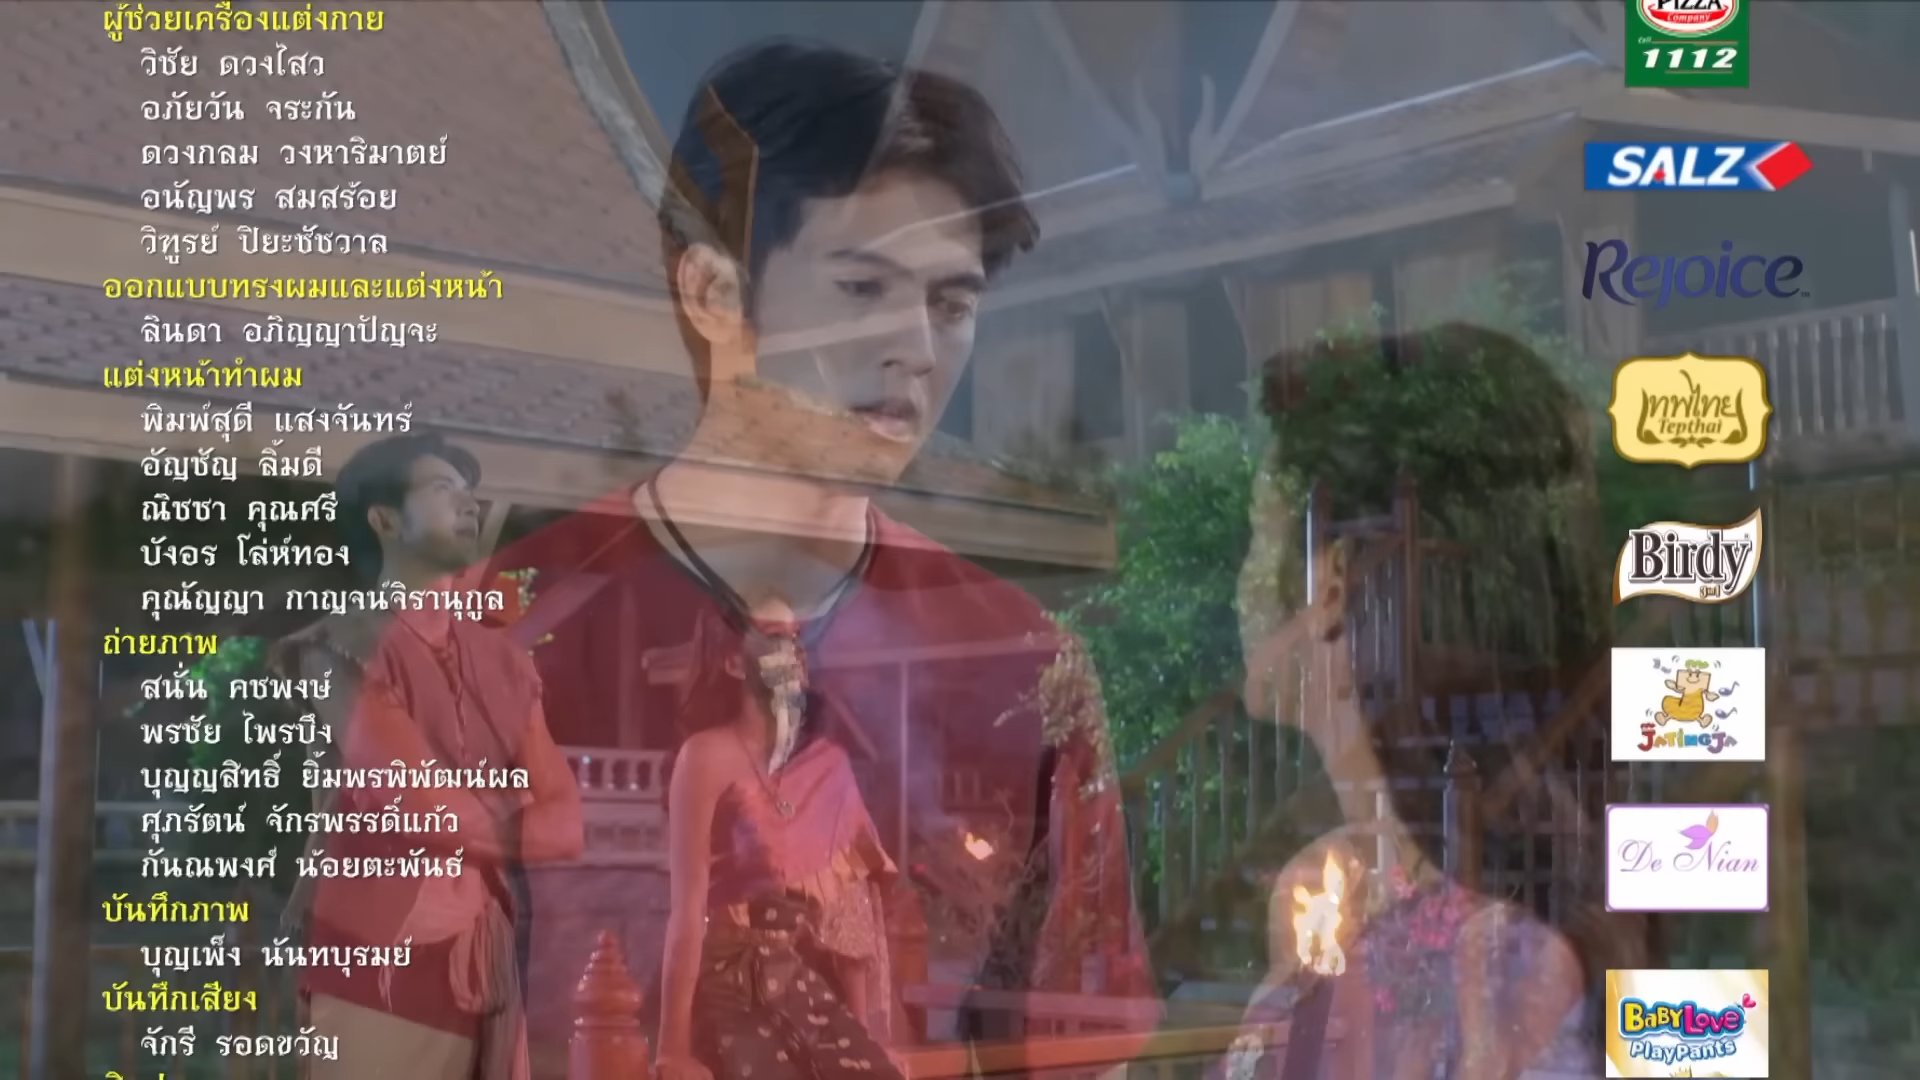 ผู้ช่วยเครื่องแต่งกาย
วิชัย ดวงไสว
อภัยวัน จระกัน
ดวงกลม วงหาริมาตย์
อนัญพร สมสร้อย
วิฑูรย์ ปิยะชัชวาล
ออกแบบทรงผมและแต่งหน้า
ลินดา อภิญญาปัญจะ
แต่งหน้าทำผม
พิมพ์สุดี แสงจันทร์
อัญชัญ ลิ้มดี
ณิชชา คุณศรี
บังอร โล่ห์ทอง
คุณัญญา กาญจน์จิรานุกูล
ถ่ายภาพ
สนั่น คชพงษ์
พรชัย ไพรบึง
บุญญสิทธิ์ ยิ้มพรพิพัฒน์ผล
ศุภรัตน์ จักรพรรดิ์แก้ว
กันณพงศ์ น้อยตะพันธ์
บันทึกภาพ
บุญเพ็ง นันทบุรมย์
บันทึกเสียง
จักรี รอดขวัญ
PIZZA
Company
Call
1112
SALZ
Rejoice
เทพไทย
Tepthai
Birdy
3in1
JATINGJA
De Nian
BabyLove
PlayPants